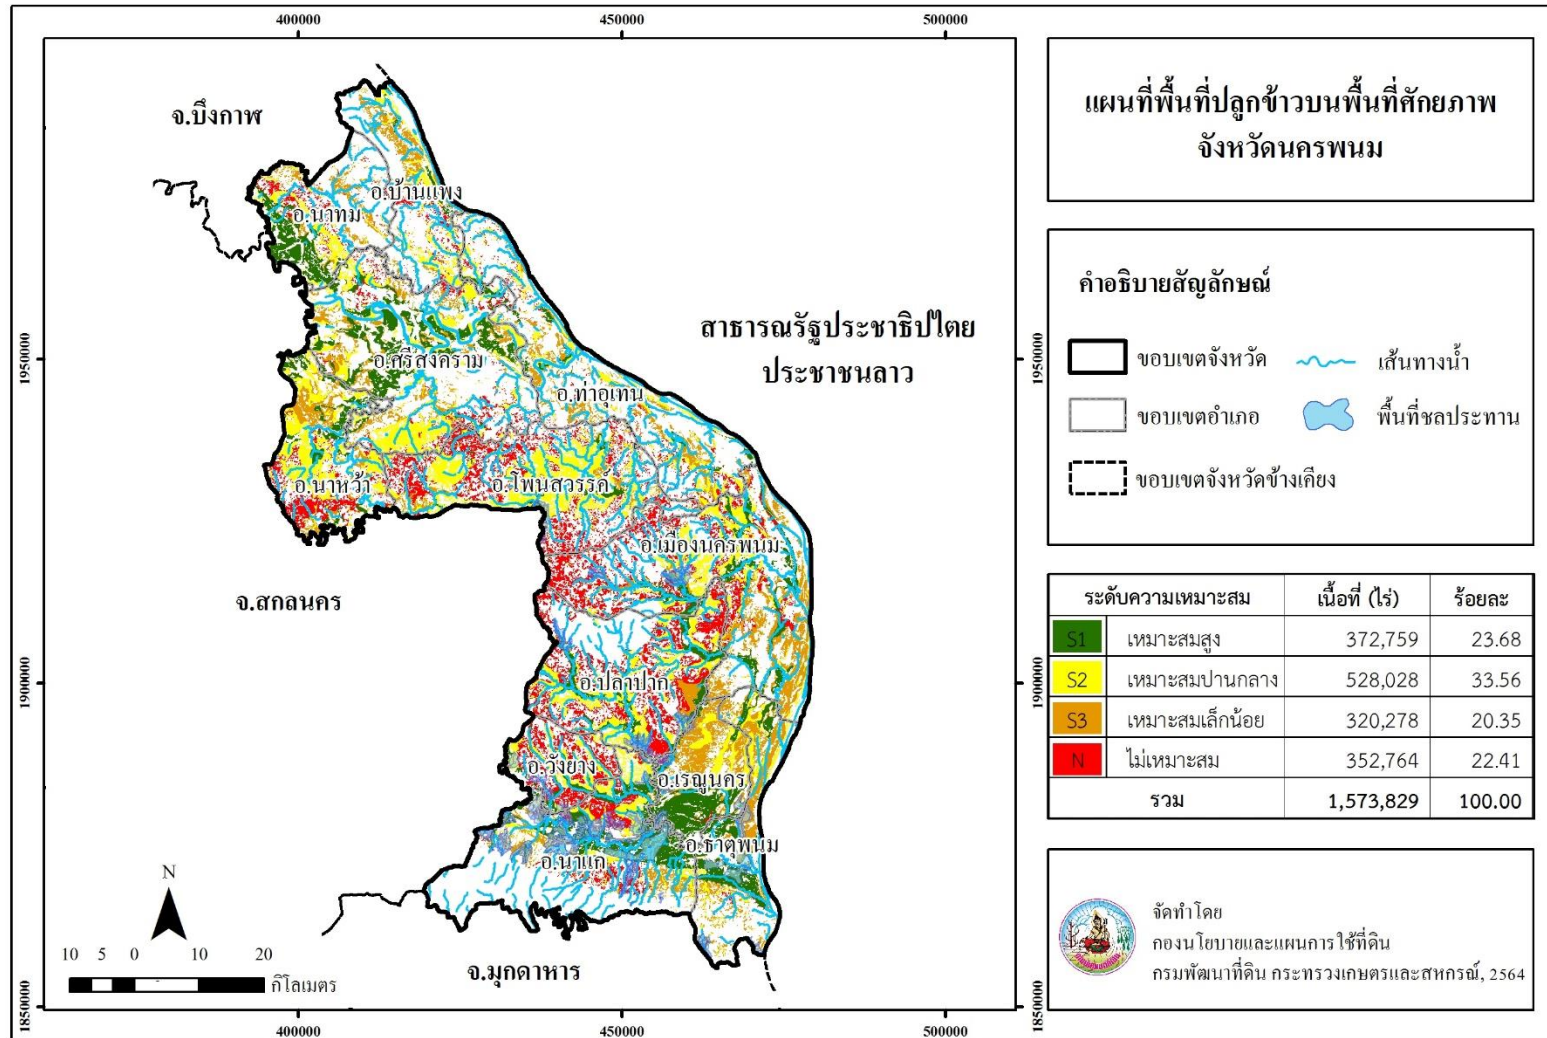 400000
450000
500000
แผนที่พื้นที่ปลูกข้าวบนพื้นที่ศักยภาพ
จังหวัดนครพนม
จ.บึงกาฬ
อ.บ้านแพง
อ.นาทม
สาธารณรัฐประชาธิปไตย
ประชาชนลาว
อ.ศรีสงคราม
อ.ท่าอุเทน
อ.นาหว้า
อ.โพนสวรรค์
อ.เมืองนครพนม
จ.สกลนคร
อ.ปลาปาก
อ.วังยาง
อ.เรณูนคร
อ.ธาตุพนม
อ.นาแก
จ.มุกดาหาร
N
10 5 0 10 20
กิโลเมตร
1950000
1900000
1850000
1950000
1900000
1850000
400000
450000
500000
คำอธิบายสัญลักษณ์
ขอบเขตจังหวัด เส้นทางน้ำ
ขอบเขตอำเภอ พื้นที่ชลประทาน
ขอบเขตจังหวัดข้างเคียง
ระดับความเหมาะสม เนื้อที่ (ไร่) ร้อยละ
S1 เหมาะสมสูง 372,759 23.68
S2 เหมาะสมปานกลาง 528,028 33.56
S3 เหมาะสมเล็กน้อย 320,278 20.35
N ไม่เหมาะสม 352,764 22.41
รวม 1,573,829 100.00
จัดทำโดย
กองนโยบายและแผนการใช้ที่ดิน
กรมพัฒนาที่ดิน กระทรวงเกษตรและสหกรณ์, 2564